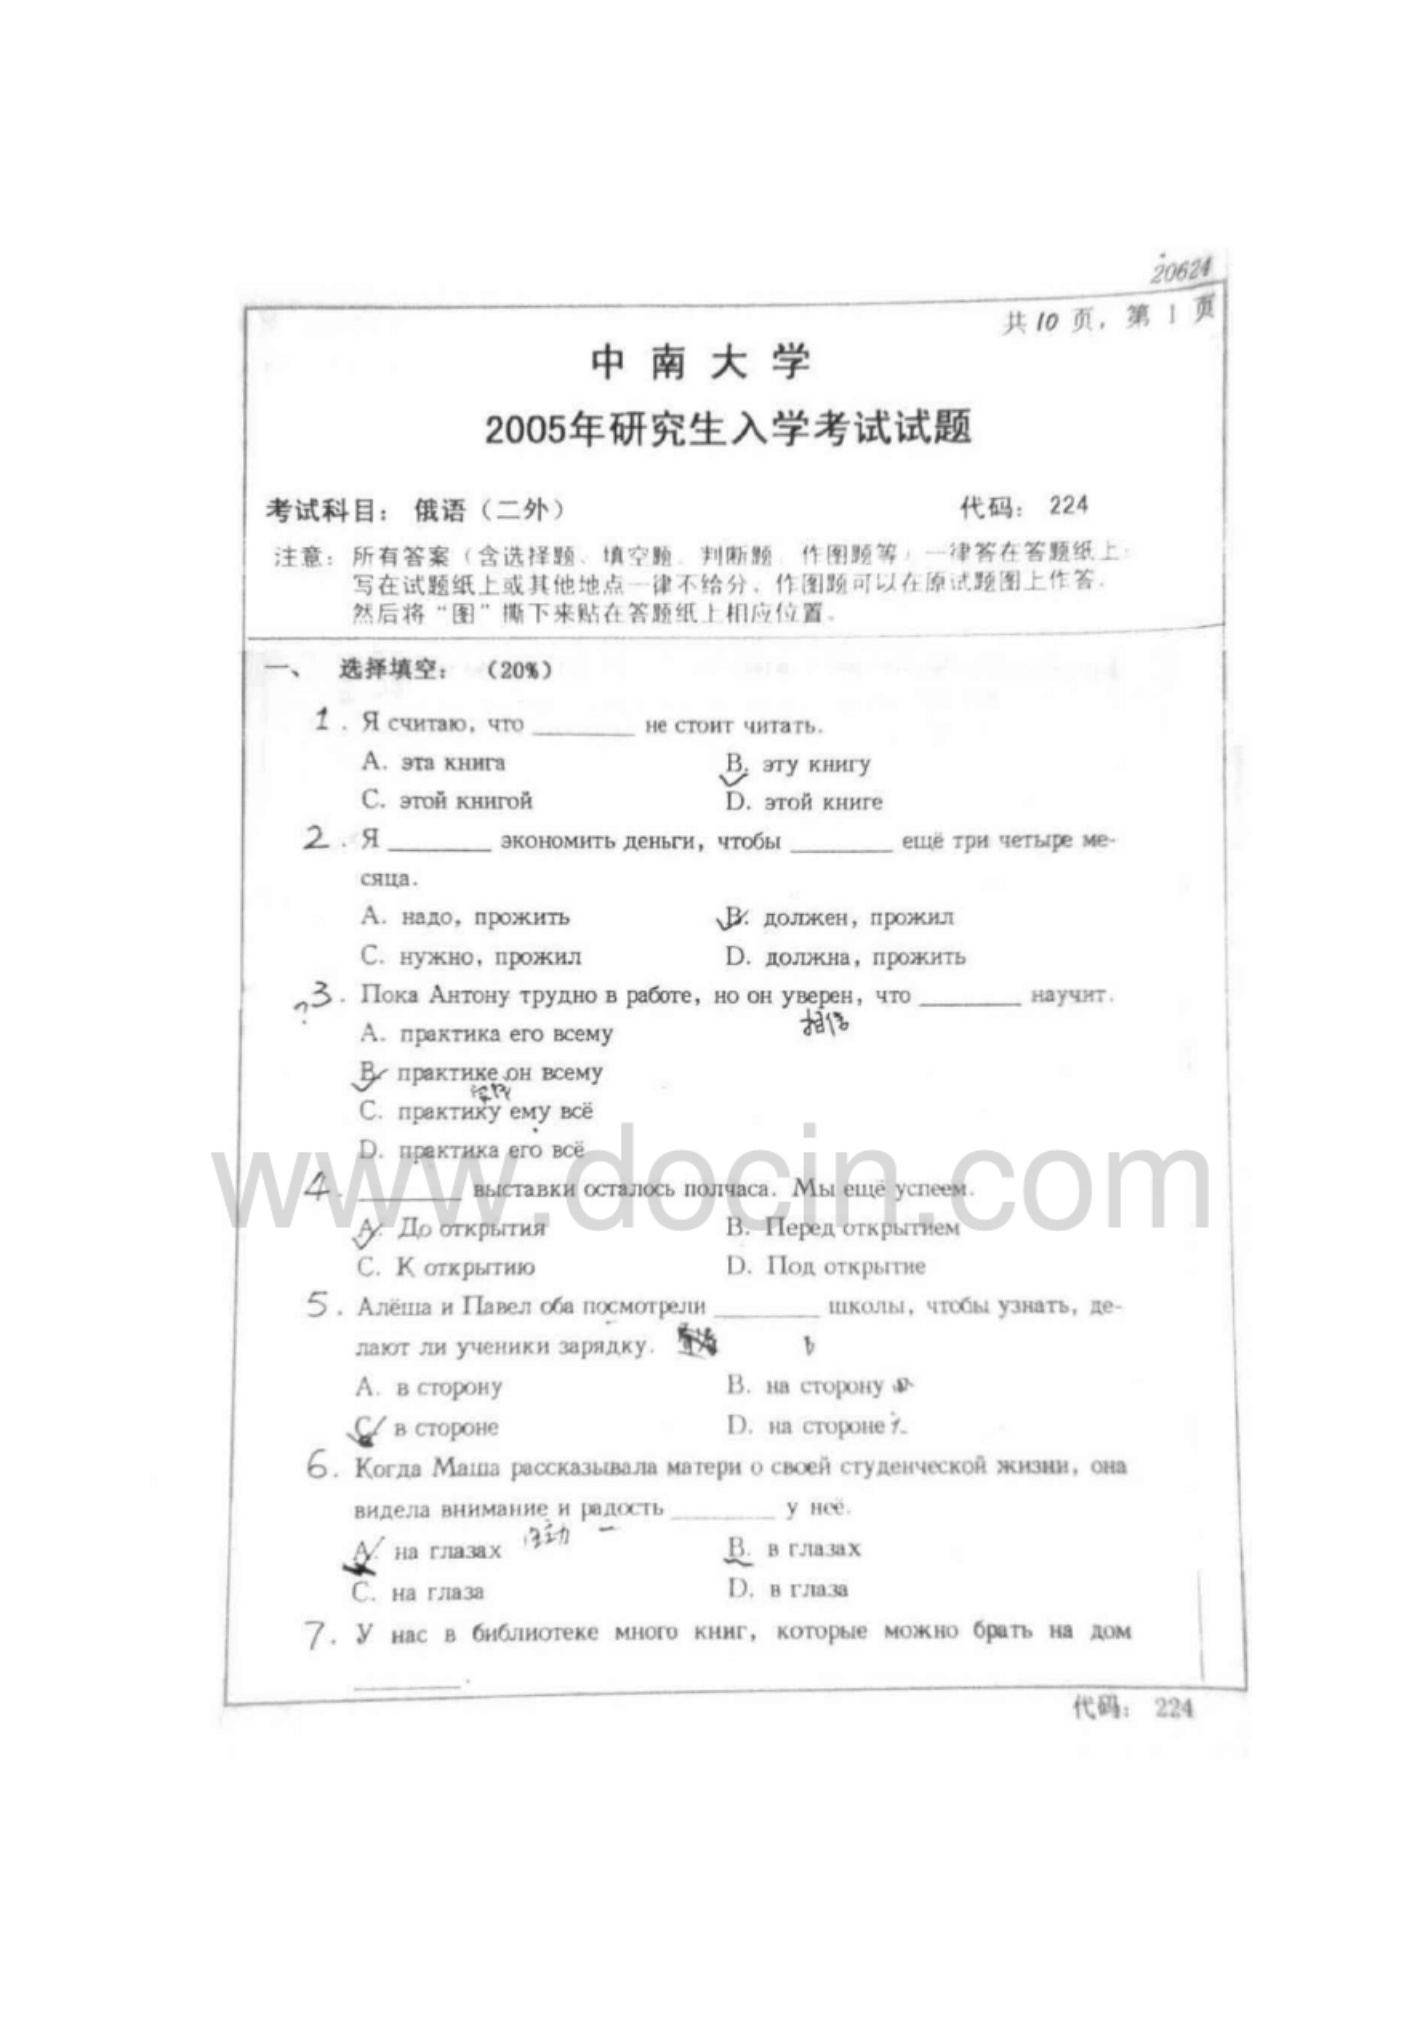 20624
共10页，第1页
中南大学
2005年研究生入学考试试题
考试科目：俄语（二外） 代码：224
注意：所有答案（含选择题、填空题、判断题、作图题等）一律答在答题纸上；
写在试题纸上或其他地点一律不给分。作图题可以在原试题图上作答，
然后将“图”撕下来贴在答题纸上相应位置。
一、 选择填空：（20%）
1. Я считаю, что ________ не стоит читать.
A. эта книга B. эту книгу
C. этой книгой D. этой книге
2. Я ________ экономить деньги, чтобы ________ ещё три четыре ме-
сяца.
A. надо, прожить B. должен, прожил
C. нужно, прожил D. должна, прожить
?3. Пока Антону трудно в работе, но он уверен, что ________ научит.
相信
A. практика его всему
B. практике он всему
C. практику ему всё
D. практика его всё
www.docin.com
4. ________ выставки осталось полчаса. Мы ещё успеем.
A. До открытия B. Перед открытием
C. К открытию D. Под открытие
5. Алёша и Павел оба посмотрели ________ школы, чтобы узнать, де-
лают ли ученики зарядку.
A. в сторону B. на сторону
C. в стороне D. на стороне
6. Когда Маша рассказывала матери о своей студенческой жизни, она
видела внимание и радость ________ у неё.
A. на глазах B. в глазах
C. на глаза D. в глаза
7. У нас в библиотеке много книг, которые можно брать на дом
________.
代码：224